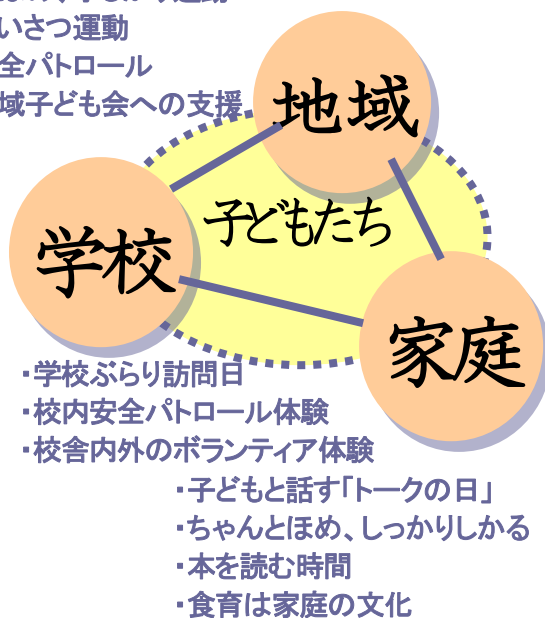 いさつ運動
全パトロール
域子ども会への支援
地域
子どもたち
学校
家庭
・学校ぶらり訪問日
・校内安全パトロール体験
・校舎内外のボランティア体験
・子どもと話す「トークの日」
・ちゃんとほめ、しっかりしかる
・本を読む時間
・食育は家庭の文化